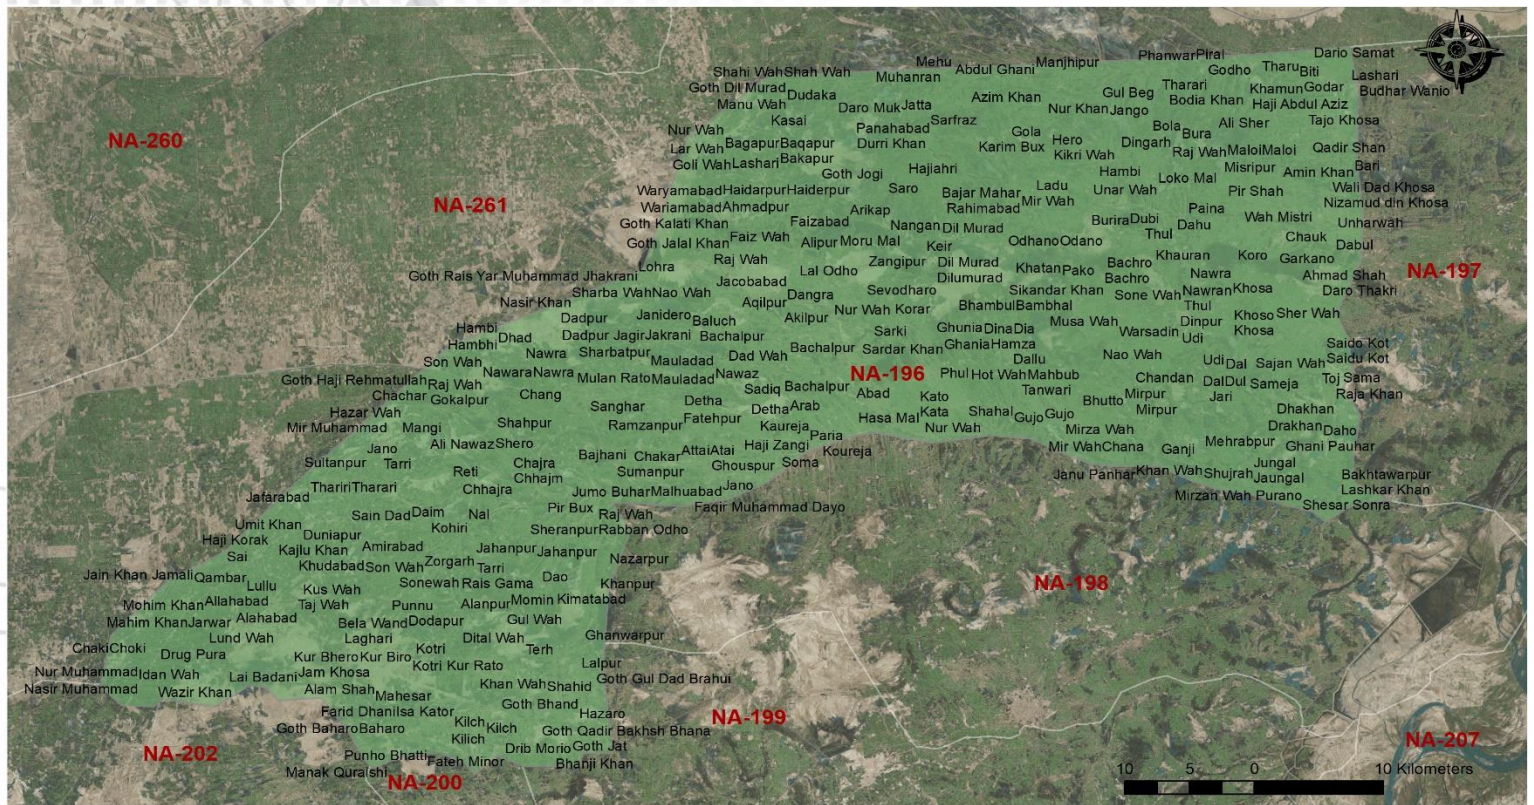 Dario Samat
Phanwar Piral
Mehu Manjhipur
Shahi Wah Shah Wah Muhanran Abdul Ghani Godho Tharu Biti Lashari
Goth Dil Murad Dudaka Azim Khan Gul Beg Tharari Khamun Godar Budhar Wanio
Manu Wah Daro Muk Jatta Nur Khan Jango Bodia Khan Haji Abdul Aziz
Kasai Sarfraz Ali Sher Tajo Khosa
Nur Wah Panahabad Gola Bola Bura
NA-260
Lar Wah Bagapur Baqapur Durri Khan Karim Bux Hero Dingarh Raj Wah Maloi Maloi Qadir Shan
Goli Wah Lashari Bakapur Kikri Wah
Goth Jogi Hajiahri Hambi Loko Mal Misripur Amin Khan Bari
Waryamabad Haidarpur Haiderpur Saro Bajar Mahar Ladu Unar Wah Pir Shah Wali Dad Khosa
NA-261
Wariamabad Ahmadpur Arikap Rahimabad Mir Wah Paina Nizamud din Khosa
Goth Kalati Khan Faizabad Nangan Dil Murad Burira Dubi Dahu Wah Mistri Unharwah
Goth Jalal Khan Faiz Wah Alipur Moru Mal Keir Odhano Odano Thul Chauk Dabul
Raj Wah Zangipur Dil Murad Bachro Khauran Koro Garkano
Goth Rais Yar Muhammad Jhakrani Lohra Lal Odho Dilumurad Khatan Pako Bachro Nawra Ahmad Shah
NA-197
Jacobabad
Nasir Khan Sharba Wah Nao Wah Aqilpur Dangra Sevodharo Sikandar Khan Sone Wah Nawran Khosa Daro Thakri
Dadpur Janidero Baluch Akilpur Nur Wah Korar Bhambul Bambhal Musa Wah Thul Khoso Sher Wah
Hambi Dhad Dadpur Jagir Jakrani Bachalpur Sarki Ghunia Dina Dia Warsadin Dinpur Khosa
Hambhi Udi
Nawra Sharbatpur Mauladad Dad Wah Bachalpur Sardar Khan Ghania Hamza Saido Kot
Son Wah Dallu Nao Wah Udi Dal Sajan Wah Saidu Kot
Nawara Nawra Mulan Rato Mauladad Nawaz NA-196 Phul Hot Wah Mahbub
Goth Haji Rehmatullah Raj Wah Sadiq Bachalpur Abad Tanwari Chandan Dal Dul Sameja Toj Sama
Chachar Gokalpur Chang Detha Kato Bhutto Mirpur Jari Raja Khan
Hazar Wah Sanghar Detha Arab Kata Shahal Gujo Gujo Mirpur Dhakhan
Mir Muhammad Mangi Shahpur Ramzanpur Fatehpur Kaureja Hasa Mal Nur Wah Mirza Wah Drakhan Daho
Jano Ali Nawaz Shero Haji Zangi Paria Mir Wah Chana Ganji Mehrabpur Ghani Pauhar
Sultanpur Tarri Chajra Bajhani Chakar Attai Atai Koureja
Reti Sumanpur Ghouspur Soma Janu Panhar Khan Wah Shujrah Jungal
Chhajm Jaungal Bakhtawarpur
Jafarabad Thariri Tharari Chhajra Jumo Buhar Malhuabad Jano Mirzan Wah Purano Lashkar Khan
Sain Dad Daim Nal Pir Bux Raj Wah Faqir Muhammad Dayo Shesar Sonra
Umit Khan Kohiri Sheranpur Rabban Odho
Haji Korak Duniapur
Sai Kajlu Khan Amirabad Jahanpur Jahanpur Nazarpur
Jain Khan Jamali Qambar Khudabad Son Wah Zorgarh Tarri
Lullu Kus Wah Sonewah Rais Gama Dao Khanpur NA-198
Mohim Khan Allahabad Taj Wah Punnu Alanpur Momin Kimatabad
Mahim Khan Jarwar Alahabad Bela Wand Dodapur Gul Wah
Lund Wah Laghari Dital Wah Ghanwarpur
Chaki Choki Drug Pura Kur Bhero Kur Biro Kotri Terh
Nur Muhammad Idan Wah Lai Badani Jam Khosa Kotri Kur Rato Lalpur
Nasir Muhammad Wazir Khan Alam Shah Mahesar Khan Wah Shahid Goth Gul Dad Brahui
Goth Bhand
Farid Dhanilsa Kator Hazaro NA-199
Goth Baharo Baharo Kilch Kilch Goth Qadir Bakhsh Bhana
Kilich
NA-202 Punho Bhatti Drib Morio Goth Jat NA-207
Fateh Minor Bhanji Khan
Manak Quraishi
NA-200
10 5 0 10 Kilometers